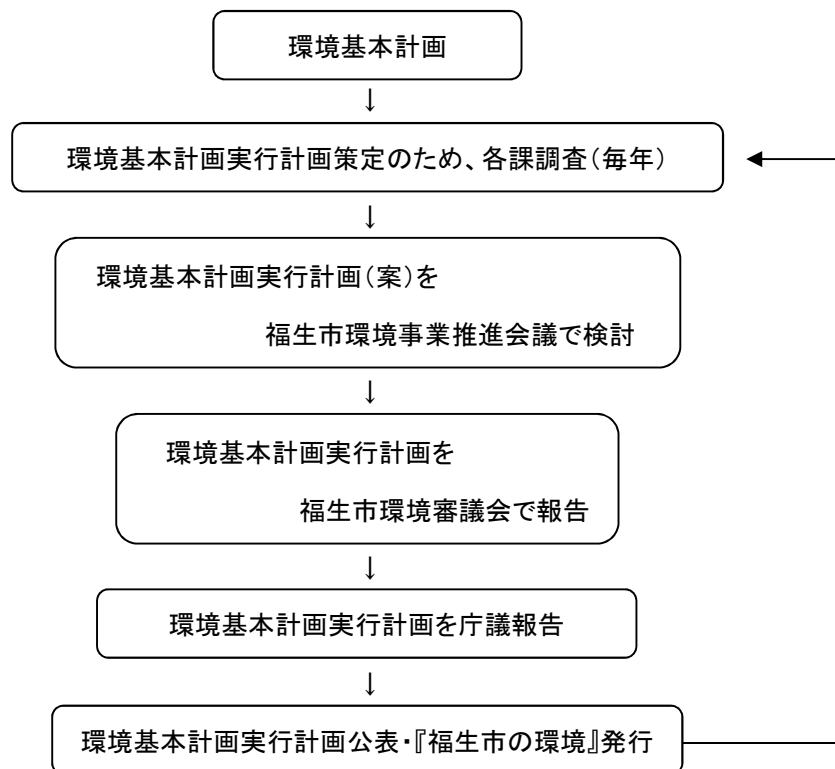 環境基本計画
↓
環境基本計画実行計画策定のため、各課調査(毎年)
↓
環境基本計画実行計画(案)を
福生市環境事業推進会議で検討
↓
環境基本計画実行計画を
福生市環境審議会で報告
↓
環境基本計画実行計画を庁議報告
↓
環境基本計画実行計画公表・『福生市の環境』発行